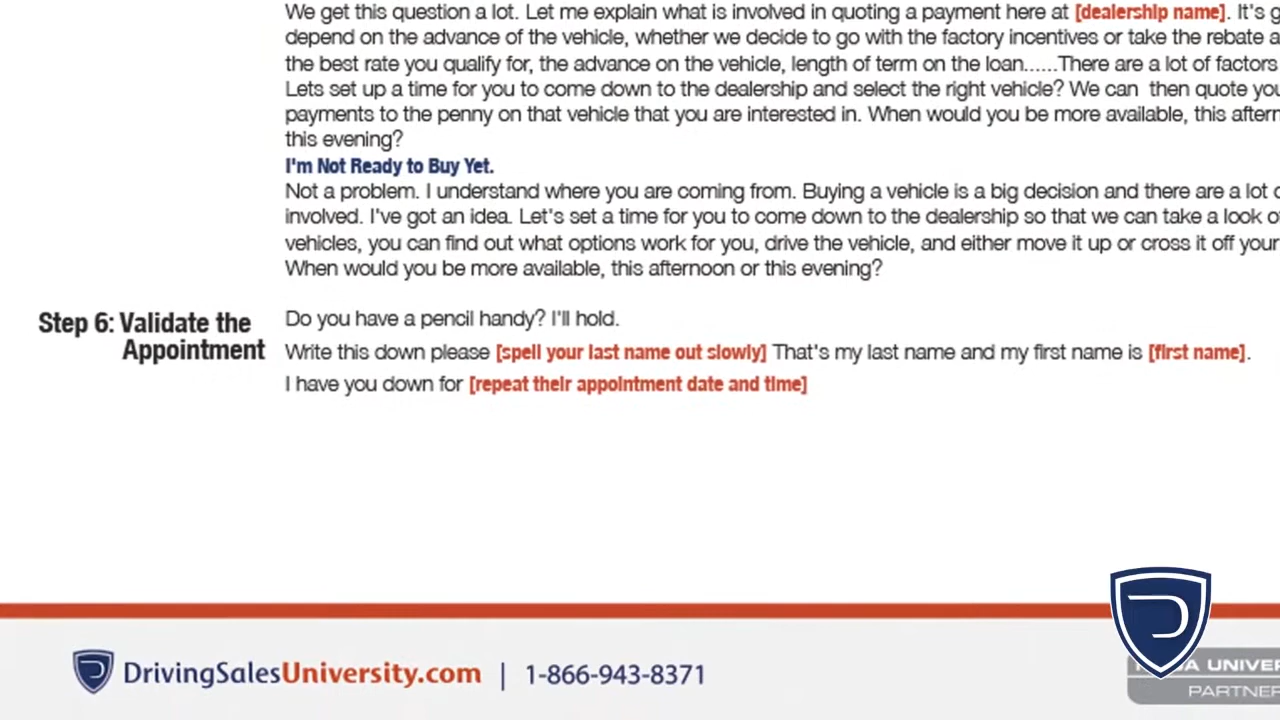 We get this question a lot. Let me explain what is involved in quoting a payment here at [dealership name]. It's
depend on the advance of the vehicle, whether we decide to go with the factory incentives or take the rebate
the best rate you qualify for, the advance on the vehicle, length of term on the loan......There are a lot of factors
Lets set up a time for you to come down to the dealership and select the right vehicle? We can then quote
payments to the penny on that vehicle that you are interested in. When would you be more available, this
this evening?
I'm Not Ready to Buy Yet.
Not a problem. I understand where you are coming from. Buying a vehicle is a big decision and there are a lot
involved. I've got an idea. Let's set a time for you to come down to the dealership so that we can take a look
vehicles, you can find out what options work for you, drive the vehicle, and either move it up or cross it off your
When would you be more available, this afternoon or this evening?
Step 6: Validate the
Appointment
Do you have a pencil handy? I'll hold.
Write this down please [spell your last name out slowly] That's my last name and my first name is [first name].
I have you down for [repeat their appointment date and time]
DrivingSalesUniversity.com | 1-866-943-8371
PARTNER